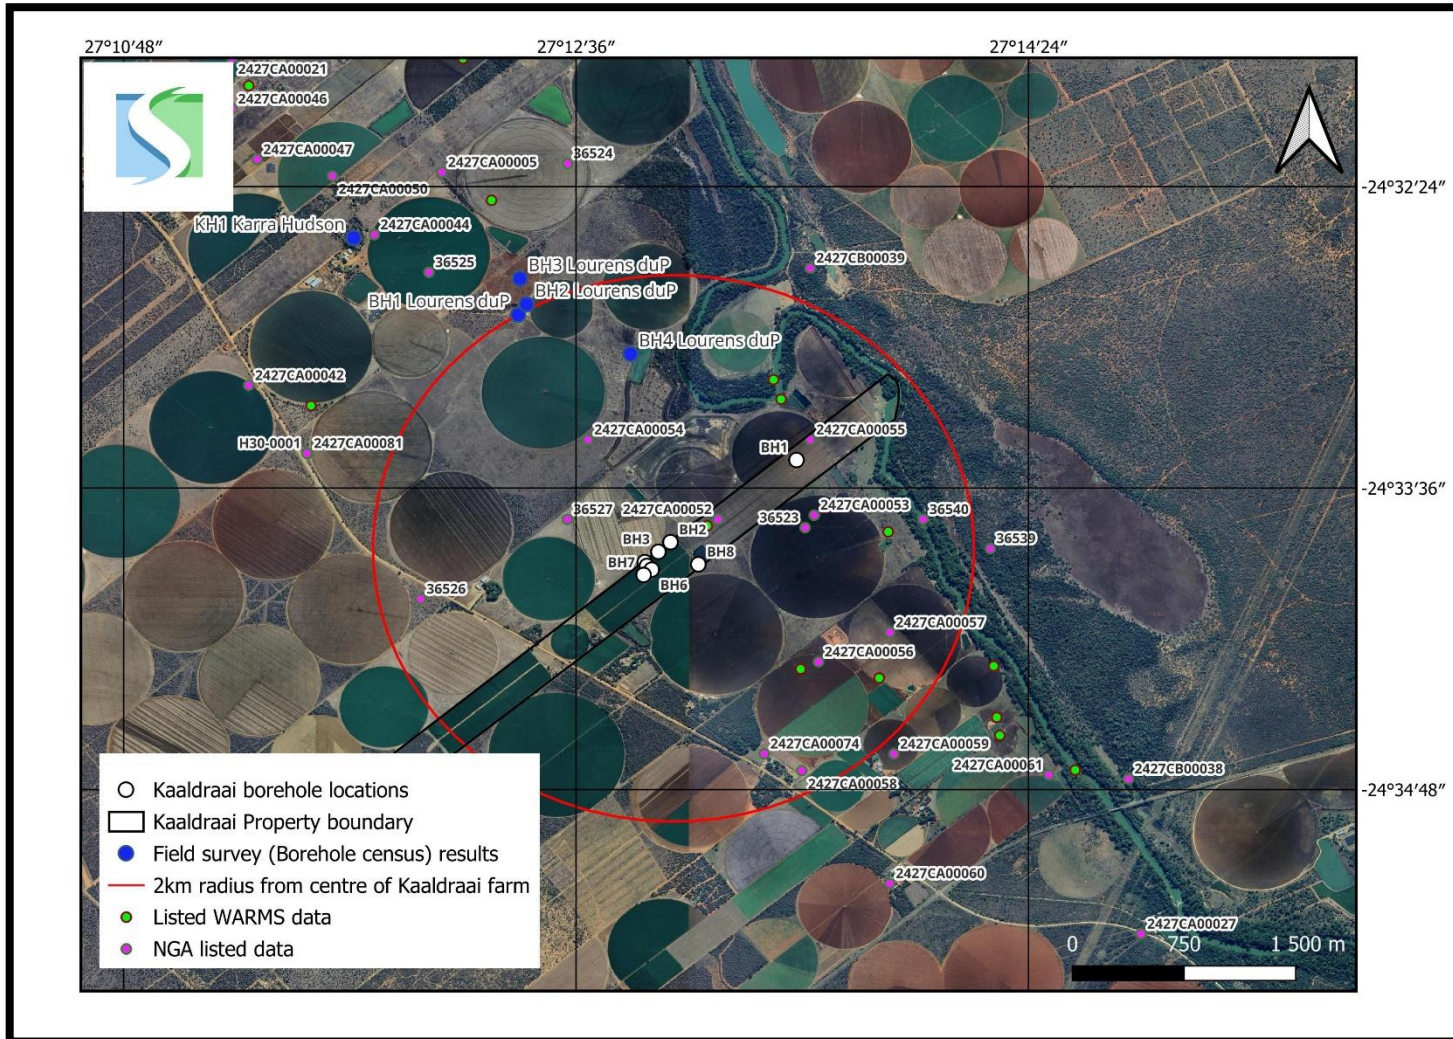 27°10′48″
27°12′36″
27°14′24″
2427CA00021
2427CA00046
2427CA00047
2427CA00005
36524
2427CA00050
-24°32′24″
KH1 Karra Hudson
2427CA00044
36525
BH3 Lourens duP
2427CB00039
BH2 Lourens duP
BH1 Lourens duP
BH4 Lourens duP
2427CA00042
2427CA00054
2427CA00055
H30-0001
2427CA00081
BH1
-24°33′36″
36527
2427CA00052
2427CA00053
36523
36540
BH2
BH3
36539
BH7
BH8
BH6
36526
2427CA00057
2427CA00056
2427CA00074
2427CA00059
2427CA00061
2427CB00038
2427CA00058
-24°34′48″
Kaaldraai borehole locations
Kaaldraai Property boundary
Field survey (Borehole census) results
2km radius from centre of Kaaldraai farm
Listed WARMS data
NGA listed data
2427CA00060
2427CA00027
0 750 1 500 m